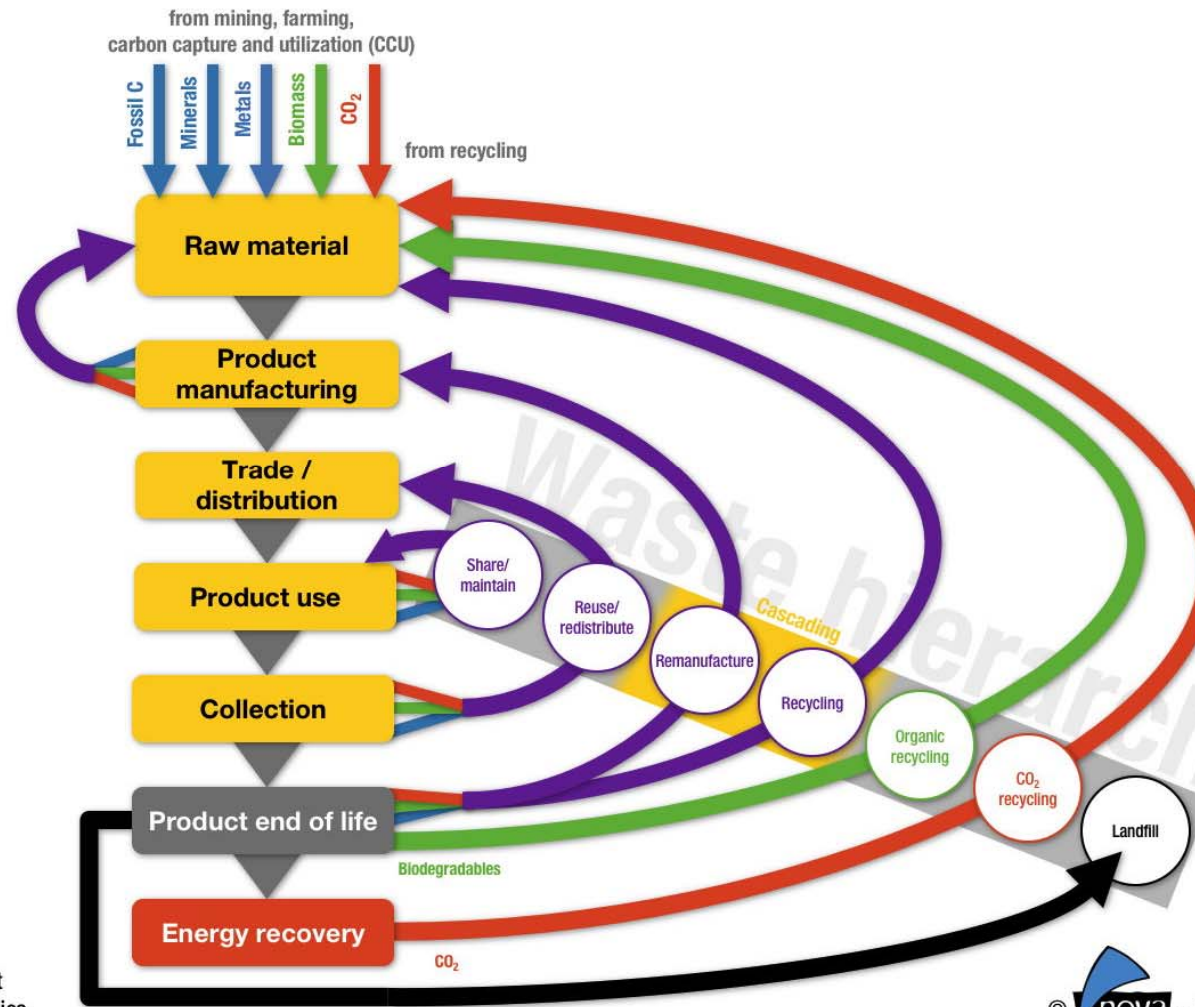 from mining, farming,
carbon capture and utilization (CCU)
Fossil C
Minerals
Metals
Biomass
CO₂
from recycling
Raw material
Product
manufacturing
Trade /
distribution
Product use
Collection
Product end of life
Energy recovery
Share/
maintain
Reuse/
redistribute
Remanufacture
Cascading
Recycling
Organic
recycling
CO₂
recycling
Landfill
Waste hierarch
Biodegradables
CO₂
©
nova